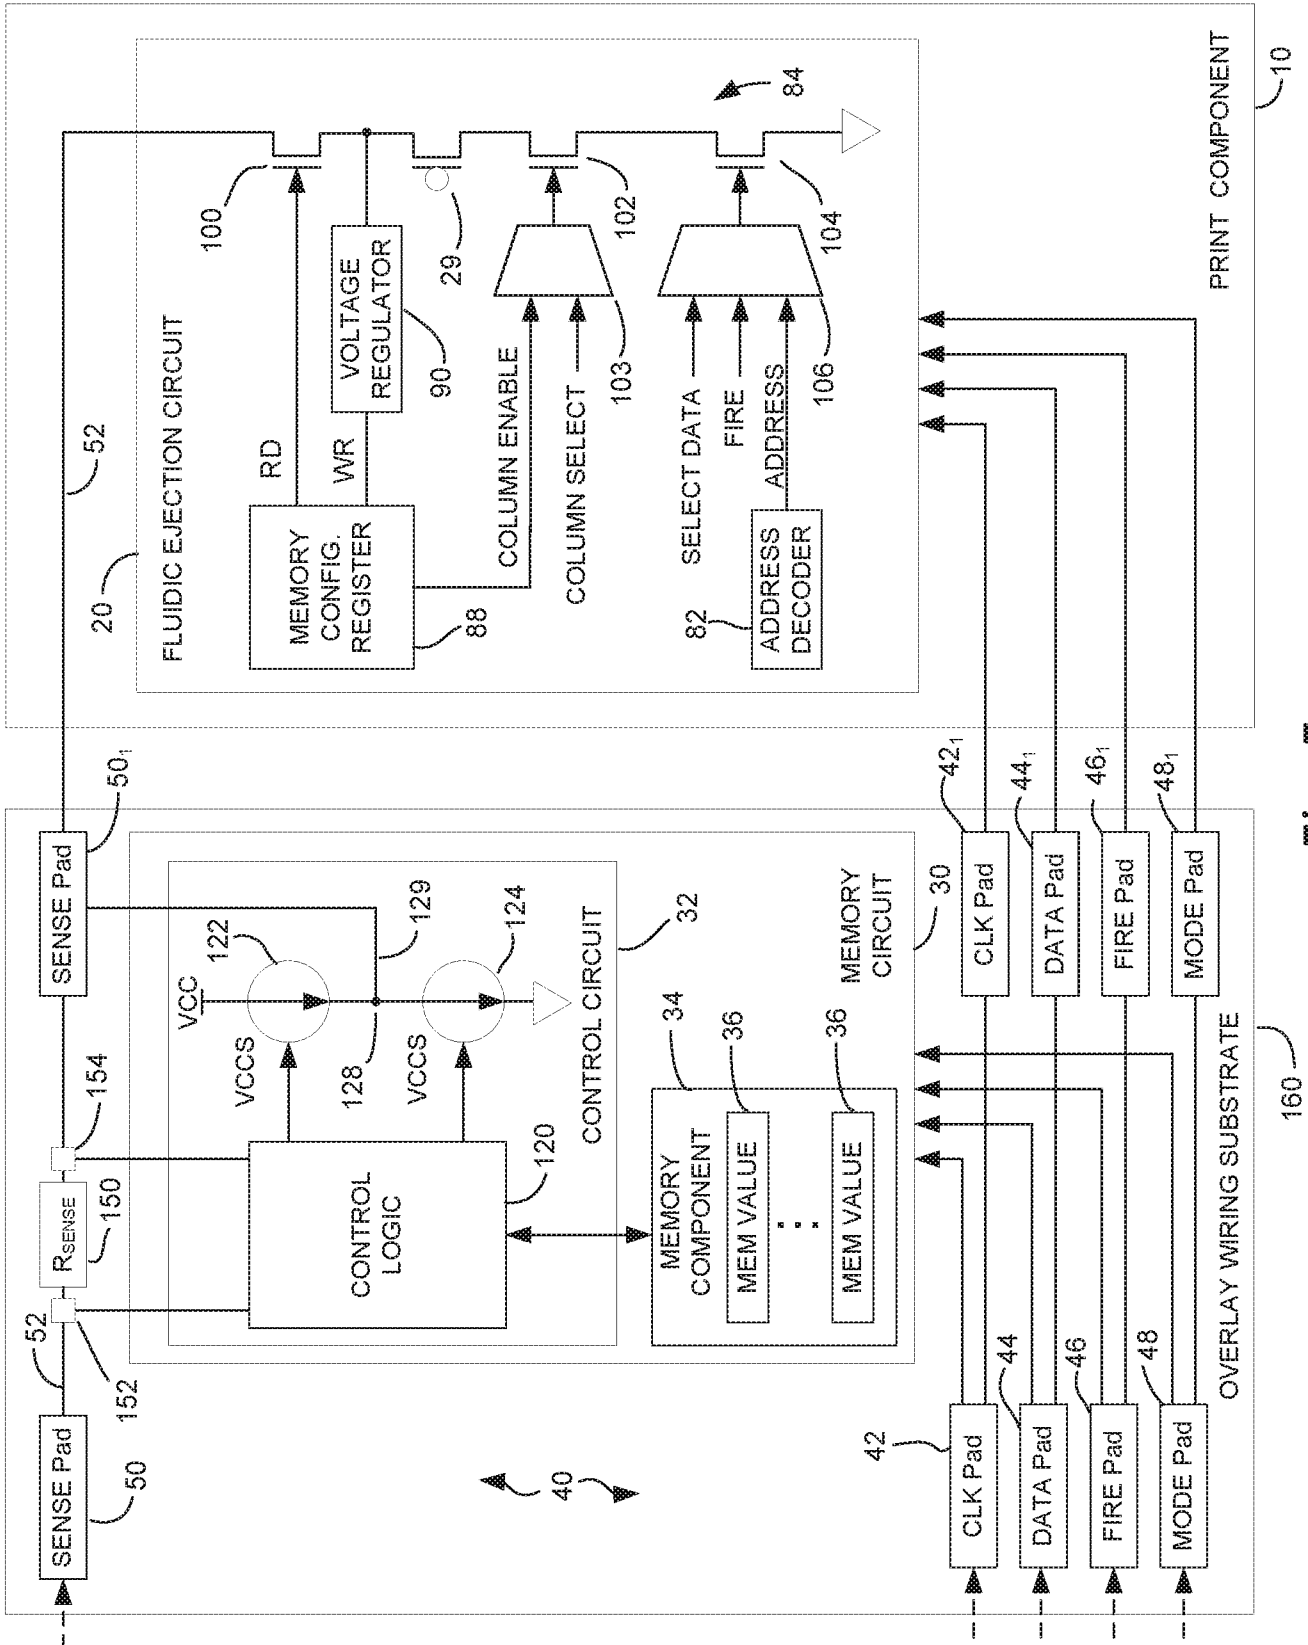 SENSE Pad
50
52
152
RSENSE
150
154
SENSE Pad
50₁
52
CONTROL
LOGIC
120
VCC
VCCS
122
128
129
VCCS
124
CONTROL CIRCUIT
32
MEMORY
COMPONENT
34
MEM VALUE
36
MEM VALUE
36
MEMORY
CIRCUIT
30
40
CLK Pad
42
DATA Pad
44
FIRE Pad
46
MODE Pad
48
CLK Pad
42₁
DATA Pad
44₁
FIRE Pad
46₁
MODE Pad
48₁
OVERLAY WIRING SUBSTRATE
160
20
FLUIDIC EJECTION CIRCUIT
MEMORY
CONFIG.
REGISTER
88
RD
WR
VOLTAGE
REGULATOR
90
100
29
COLUMN ENABLE
COLUMN SELECT
103
102
SELECT DATA
FIRE
ADDRESS
82
ADDRESS
DECODER
106
104
84
PRINT COMPONENT
10